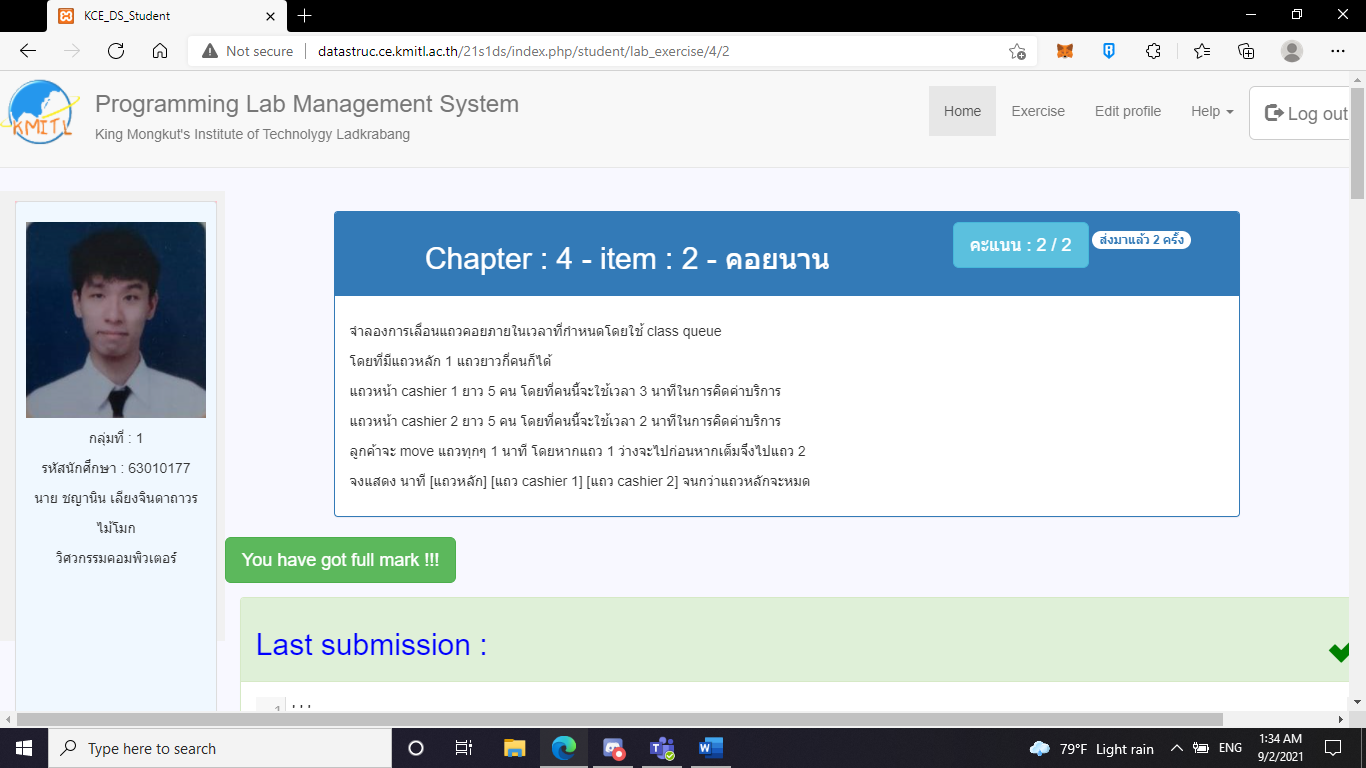 KCE_DS_Student
Not secure
datastruc.ce.kmitl.ac.th/21s1ds/index.php/student/lab_exercise/4/2
KMITL
Programming Lab Management System
King Mongkut's Institute of Technolygy Ladkrabang
Home
Exercise
Edit profile
Help
Log out
Chapter : 4 - item : 2 - คอยนาน
คะแนน : 2 / 2
ส่งมาแล้ว 2 ครั้ง
จำลองการเลื่อนแถวคอยภายในเวลาที่กำหนดโดยใช้ class queue
โดยที่มีแถวหลัก 1 แถวยาวกี่คนก็ได้
แถวหน้า cashier 1 ยาว 5 คน โดยที่คนนี้จะใช้เวลา 3 นาทีในการคิดค่าบริการ
แถวหน้า cashier 2 ยาว 5 คน โดยที่คนนี้จะใช้เวลา 2 นาทีในการคิดค่าบริการ
ลูกค้าจะ move แถวทุกๆ 1 นาที โดยหากแถว 1 ว่างจะไปก่อนหากเต็มจึงไปแถว 2
จงแสดง นาที [แถวหลัก] [แถว cashier 1] [แถว cashier 2] จนกว่าแถวหลักจะหมด
กลุ่มที่ : 1
รหัสนักศึกษา : 63010177
นาย ชญานิน เลียงจินดาถาวร
ไม้โมก
วิศวกรรมคอมพิวเตอร์
You have got full mark !!!
Last submission :
1 '''
Type here to search
79°F Light rain
ENG
1:34 AM
9/2/2021